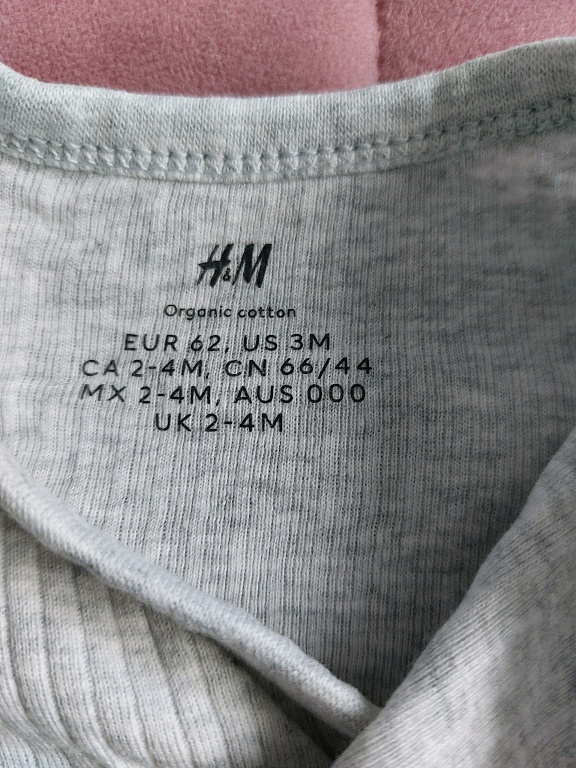 H&M
Organic cotton
EUR 62, US 3M
CA 2-4M, CN 66/44
MX 2-4M, AUS 000
UK 2-4M